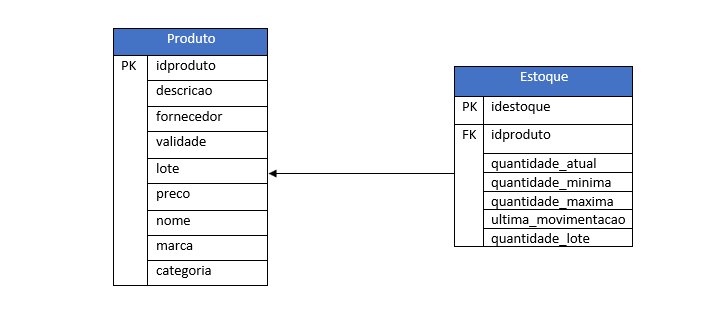 Produto
PK idproduto
descricao
fornecedor
validade
lote
preco
nome
marca
categoria
Estoque
PK idestoque
FK idproduto
quantidade_atual
quantidade_minima
quantidade_maxima
ultima_movimentacao
quantidade_lote